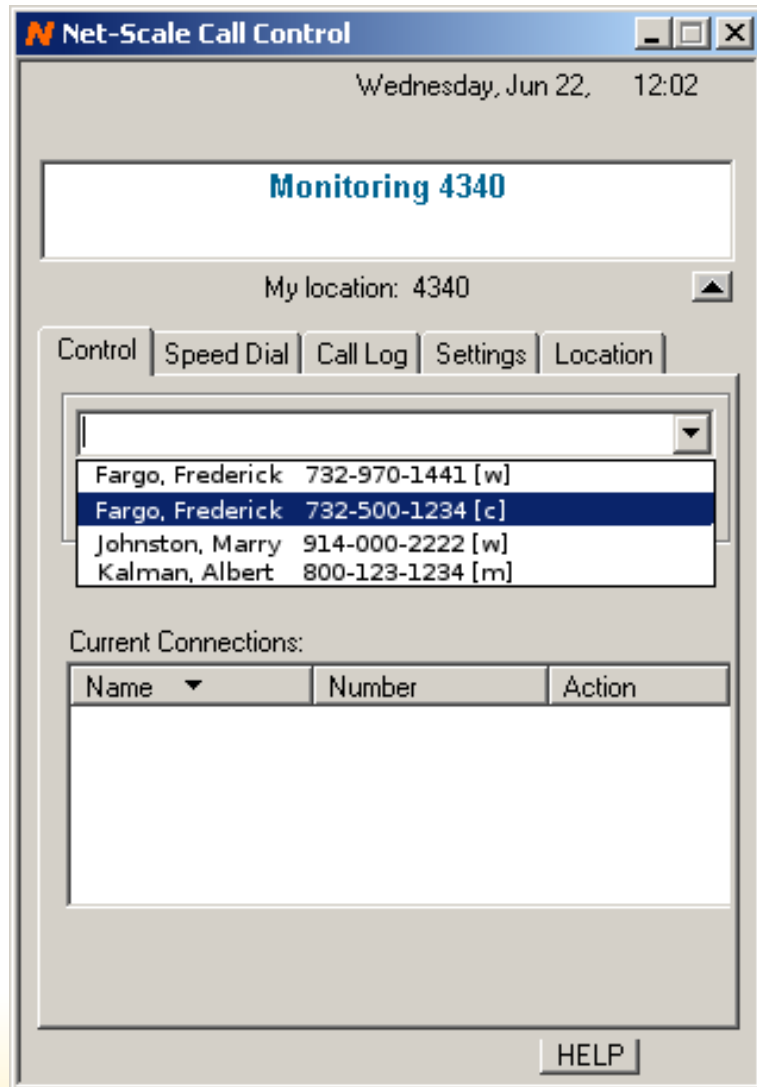 Net-Scale Call Control
Wednesday, Jun 22, 12:02
Monitoring 4340
My location: 4340
Control Speed Dial Call Log Settings Location
Fargo, Frederick 732-970-1441 [w]
Fargo, Frederick 732-500-1234 [c]
Johnston, Marry 914-000-2222 [w]
Kalman, Albert 800-123-1234 [m]
Current Connections:
Name Number Action
HELP